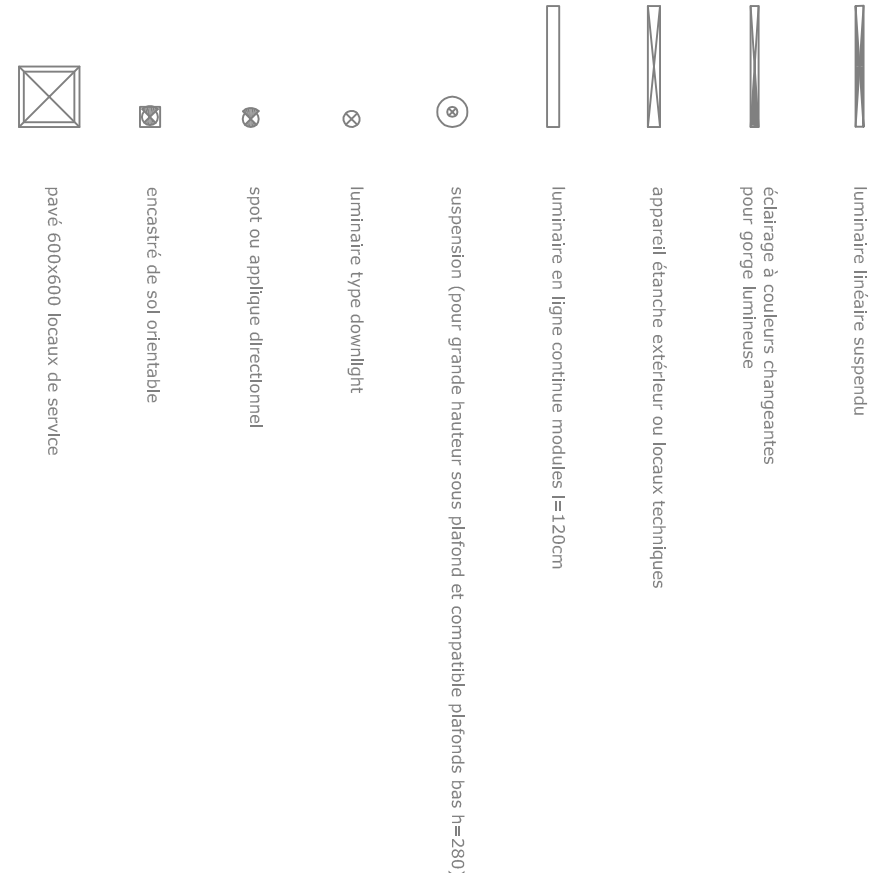 luminaire linéaire suspendu
éclairage à couleurs changeantes
pour gorge lumineuse
appareil étanche extérieur ou locaux techniques
luminaire en ligne continue modules l=120cm
suspension (pour grande hauteur sous plafond et compatible plafonds bas h=280)
luminaire type downlight
spot ou applique directionnel
encastré de sol orientable
pavé 600x600 locaux de service